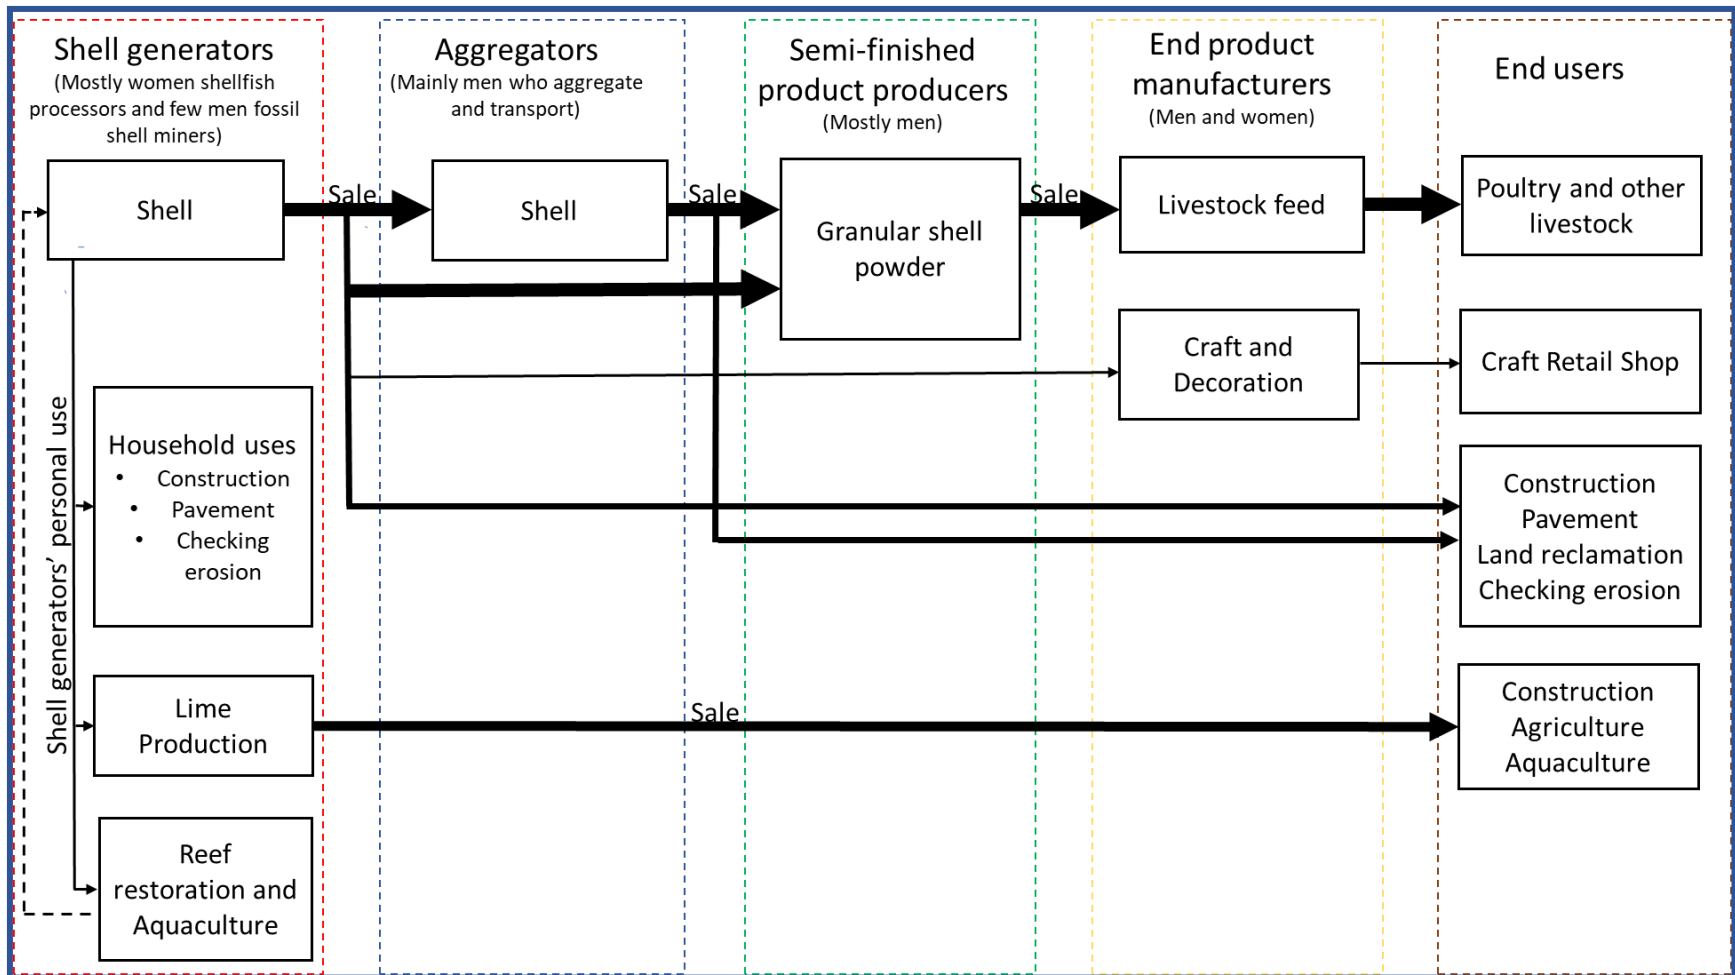 Shell generators
(Mostly women shellfish
processors and few men fossil
shell miners)
Aggregators
(Mainly men who aggregate
and transport)
Semi-finished
product producers
(Mostly men)
End product
manufacturers
(Men and women)
End users
Shell
Sale
Shell
Sale
Granular shell
powder
Sale
Livestock feed
Poultry and other
livestock
Craft and
Decoration
Craft Retail Shop
Shell generators' personal use
Household uses
• Construction
• Pavement
• Checking
erosion
Construction
Pavement
Land reclamation
Checking erosion
Lime
Production
Sale
Construction
Agriculture
Aquaculture
Reef
restoration and
Aquaculture